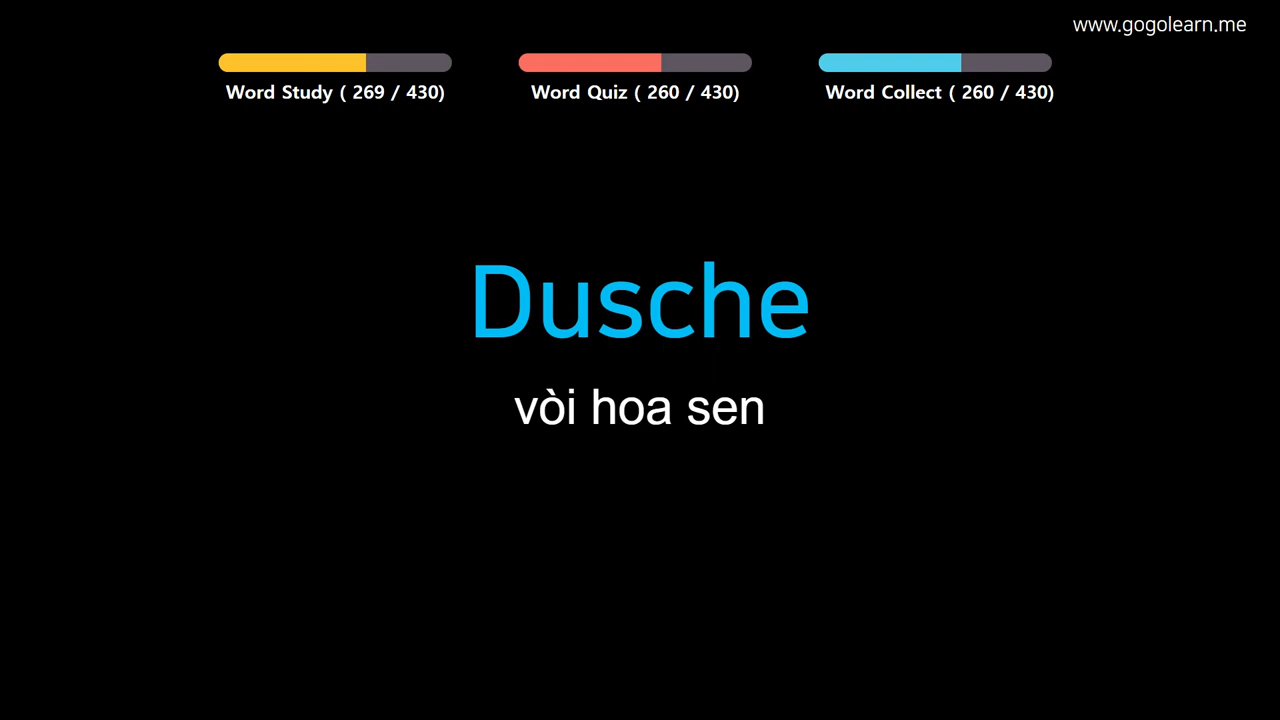 www.gogolearn.me
Word Study ( 269 / 430)
Word Quiz ( 260 / 430)
Word Collect ( 260 / 430)
Dusche
vòi hoa sen